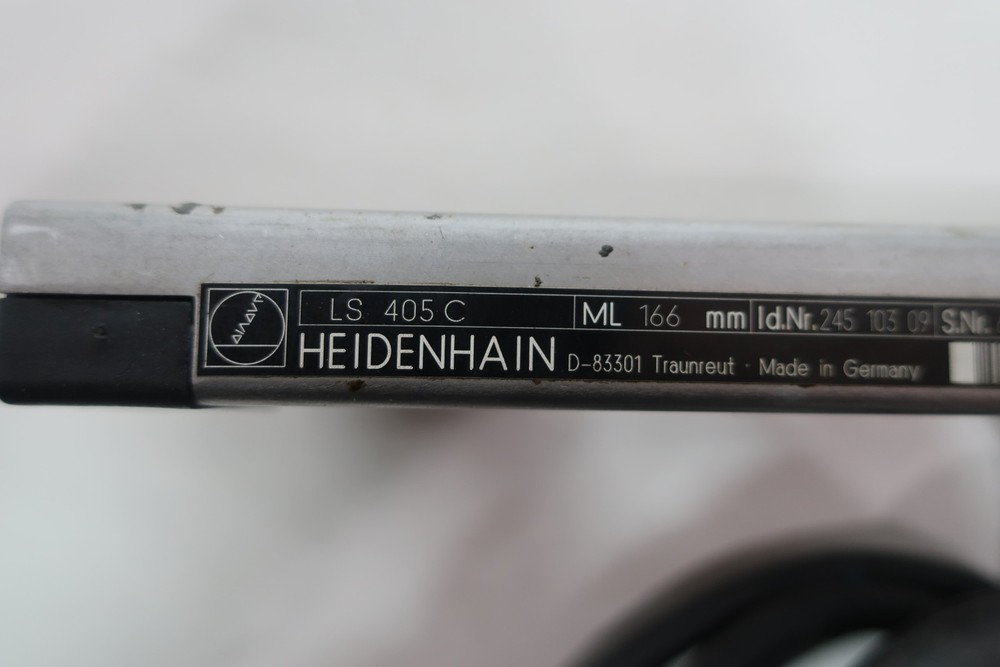 LS 405 C ML 166 mm Id.Nr. 245 103 09 S.Nr.
HEIDENHAIN D-83301 Traunreut · Made in Germany